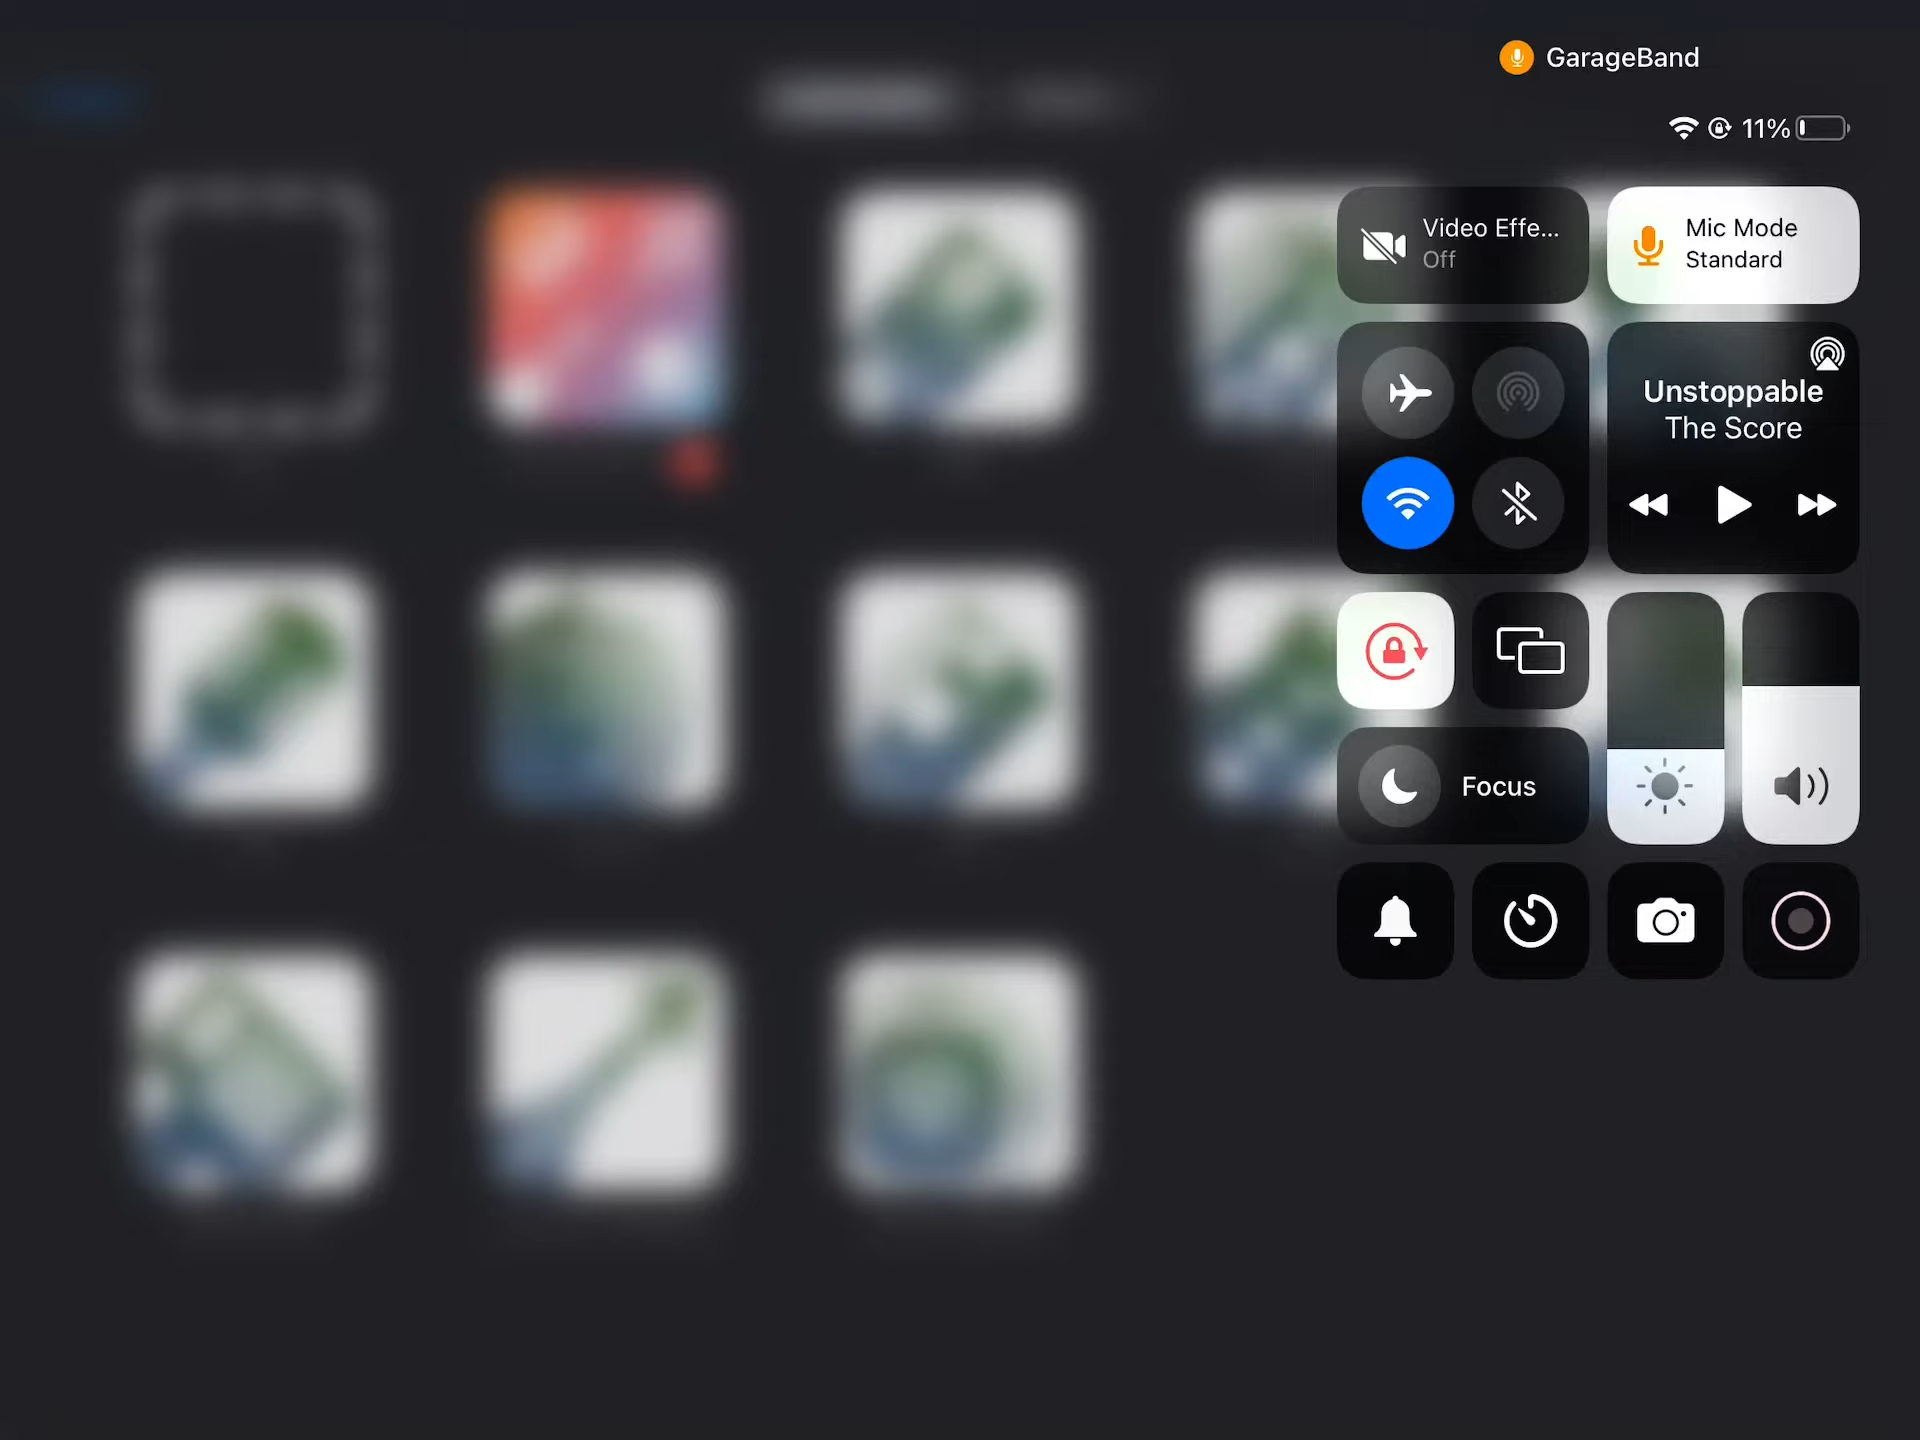 GarageBand
11%
Video Effe...
Off
Mic Mode
Standard
Unstoppable
The Score
Focus